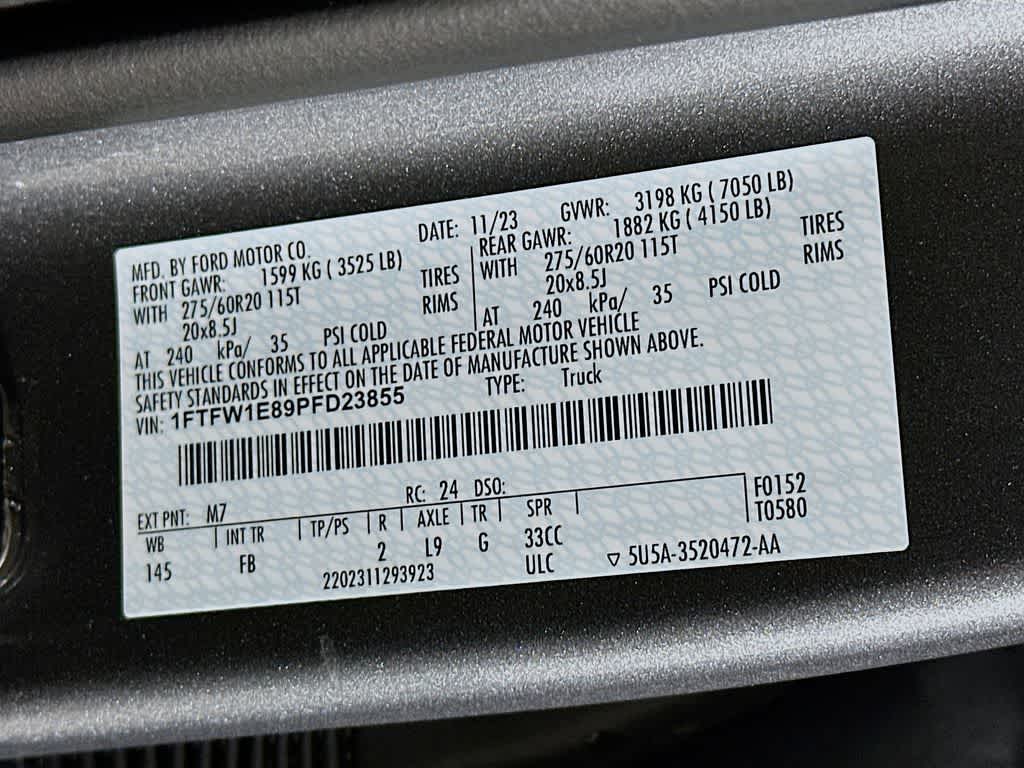 MFD. BY FORD MOTOR CO. DATE: 11/23 GVWR: 3198 KG ( 7050 LB)
FRONT GAWR: 1599 KG ( 3525 LB) REAR GAWR: 1882 KG ( 4150 LB)
WITH 275/60R20 115T TIRES WITH 275/60R20 115T TIRES
20x8.5J RIMS 20x8.5J RIMS
AT 240 kPa/ 35 PSI COLD AT 240 kPa/ 35 PSI COLD
THIS VEHICLE CONFORMS TO ALL APPLICABLE FEDERAL MOTOR VEHICLE
SAFETY STANDARDS IN EFFECT ON THE DATE OF MANUFACTURE SHOWN ABOVE.
VIN: 1FTFW1E89PFD23855 TYPE: Truck
EXT PNT: M7 RC: 24 DSO: F0152
WB INT TR TP/PS R AXLE TR SPR T0580
145 FB 2 L9 G 33CC
2202311293923 ULC ▽ 5U5A-3520472-AA